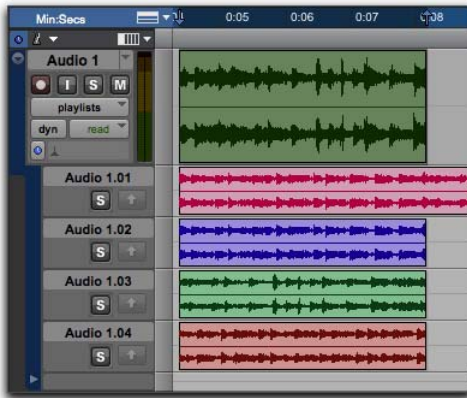 Min:Secs 0:05 0:06 0:07 0:08
Audio 1
I S M
playlists
dyn read
Audio 1.01
S
Audio 1.02
S
Audio 1.03
S
Audio 1.04
S